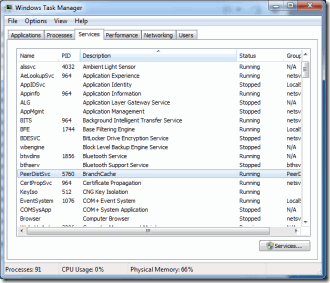 Windows Task Manager
File Options View Help
Applications Processes Services Performance Networking Users
Name PID Description Status Group
alssvc 4032 Ambient Light Sensor Running N/A
AeLookupSvc 964 Application Experience Running netsv
AppIDSvc Application Identity Stopped LocalS
Appinfo 964 Application Information Running netsv
ALG Application Layer Gateway Service Stopped N/A
AppMgmt Application Management Stopped netsv
BITS 964 Background Intelligent Transfer Service Running netsv
BFE 1744 Base Filtering Engine Running LocalS
BDESVC BitLocker Drive Encryption Service Stopped netsv
wbengine Block Level Backup Engine Service Stopped N/A
btwdins 1856 Bluetooth Service Running N/A
bthserv Bluetooth Support Service Stopped bthsv
PeerDistSvc 5760 BranchCache Running PeerD
CertPropSvc 964 Certificate Propagation Running netsv
KeyIso 512 CNG Key Isolation Running N/A
EventSystem 1076 COM+ Event System Running LocalS
COMSysApp COM+ System Application Stopped N/A
Browser Computer Browser Stopped netsv
Services...
Processes: 91 CPU Usage: 0% Physical Memory: 66%